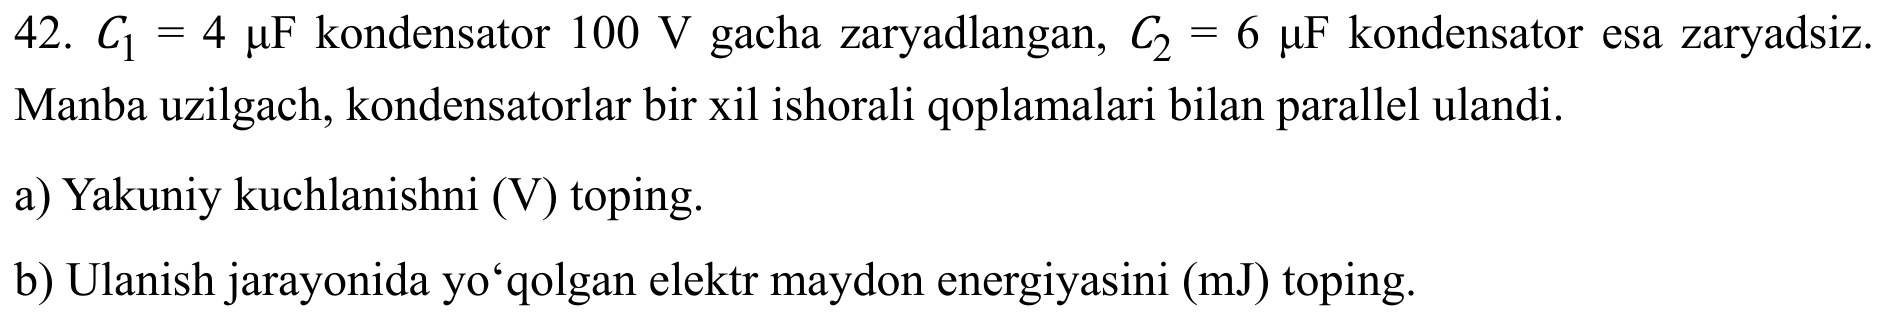 42. C₁ = 4 μF kondensator 100 V gacha zaryadlangan, C₂ = 6 μF kondensator esa zaryadsiz.
Manba uzilgach, kondensatorlar bir xil ishorali qoplamalari bilan parallel ulandi.
a) Yakuniy kuchlanishni (V) toping.
b) Ulanish jarayonida yo‘qolgan elektr maydon energiyasini (mJ) toping.